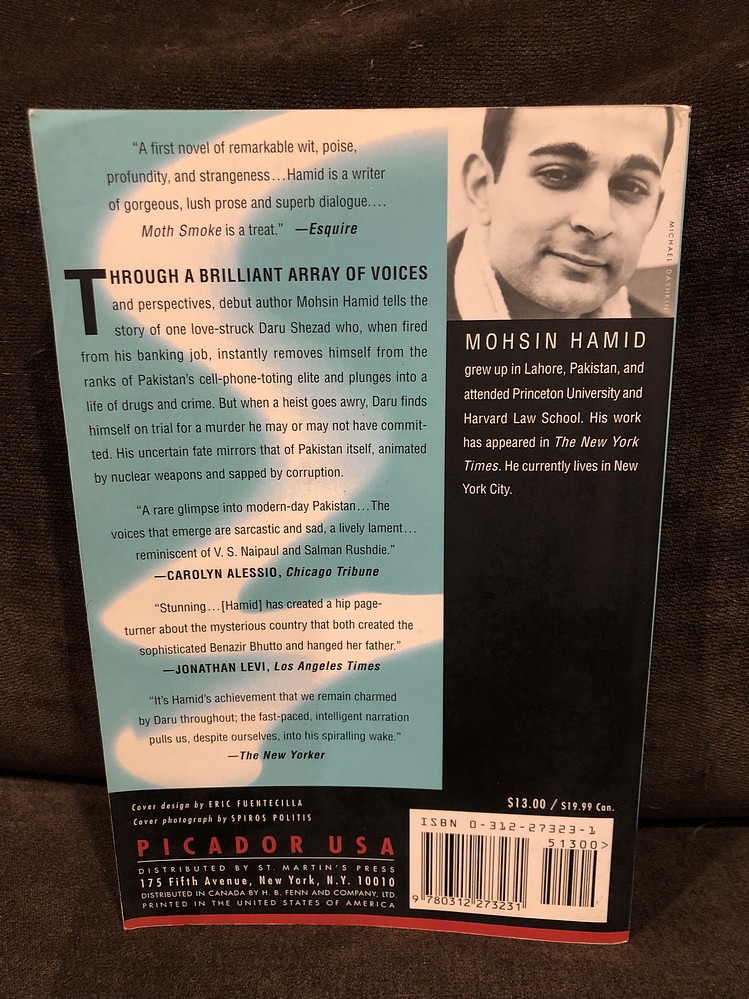 “A first novel of remarkable wit, poise,
profundity, and strangeness...Hamid is a writer
of gorgeous, lush prose and superb dialogue....
Moth Smoke is a treat.” —Esquire
THROUGH A BRILLIANT ARRAY OF VOICES
and perspectives, debut author Mohsin Hamid tells the
story of one love-struck Daru Shezad who, when fired
from his banking job, instantly removes himself from the
ranks of Pakistan’s cell-phone-toting elite and plunges into a
life of drugs and crime. But when a heist goes awry, Daru finds
himself on trial for a murder he may or may not have commit-
ted. His uncertain fate mirrors that of Pakistan itself, animated
by nuclear weapons and sapped by corruption.
“A rare glimpse into modern-day Pakistan...The
voices that emerge are sarcastic and sad, a lively lament...
reminiscent of V. S. Naipaul and Salman Rushdie.”
—CAROLYN ALESSIO, Chicago Tribune
“Stunning...[Hamid] has created a hip page-
turner about the mysterious country that both created the
sophisticated Benazir Bhutto and hanged her father.”
—JONATHAN LEVI, Los Angeles Times
“It’s Hamid’s achievement that we remain charmed
by Daru throughout; the fast-paced, intelligent narration
pulls us, despite ourselves, into his spiralling wake.”
—The New Yorker
MICHAEL DASHKIN
MOHSIN HAMID
grew up in Lahore, Pakistan, and
attended Princeton University and
Harvard Law School. His work
has appeared in The New York
Times. He currently lives in New
York City.
Cover design by ERIC FUENTECILLA
Cover photograph by SPIROS POLITIS
PICADOR USA
DISTRIBUTED BY ST. MARTIN’S PRESS
175 Fifth Avenue, New York, N.Y. 10010
DISTRIBUTED IN CANADA BY H. B. FENN AND COMPANY, LTD.
PRINTED IN THE UNITED STATES OF AMERICA
$13.00 / $19.99 Can.
ISBN 0-312-27323-1
51300>
9 780312 273231